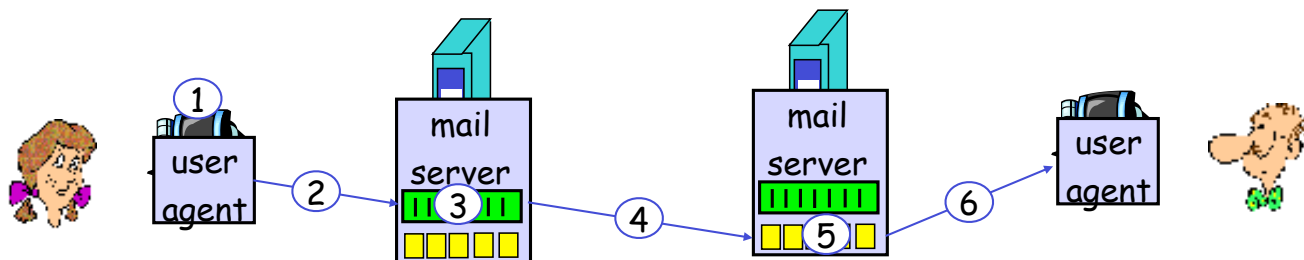 1
user
agent
2
mail
server
3
4
mail
server
5
6
user
agent